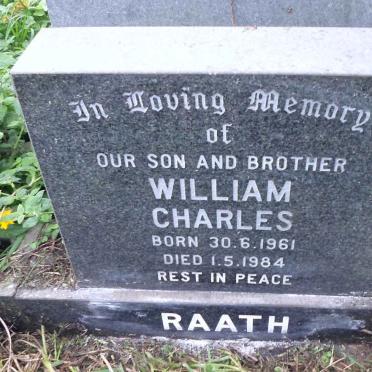 In Loving Memory
of
OUR SON AND BROTHER
WILLIAM
CHARLES
BORN 30.6.1961
DIED 1.5.1984
REST IN PEACE
RAATH